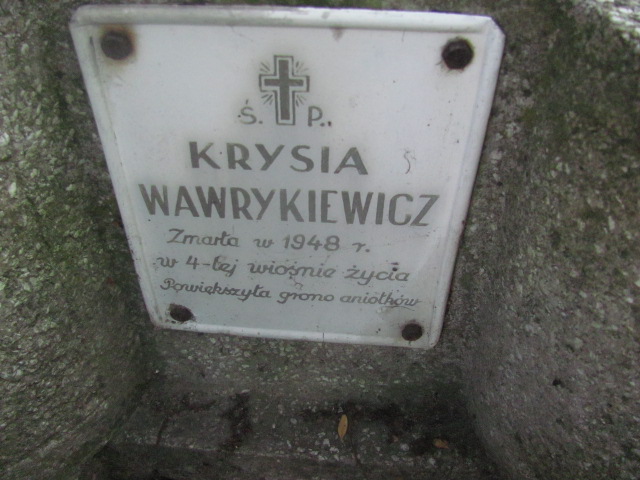 Ś. P.
KRYSIA
WAWRYKIEWICZ
Zmarła w 1948 r.
w 4-tej wiośnie życia
Powiększyła grono aniołków